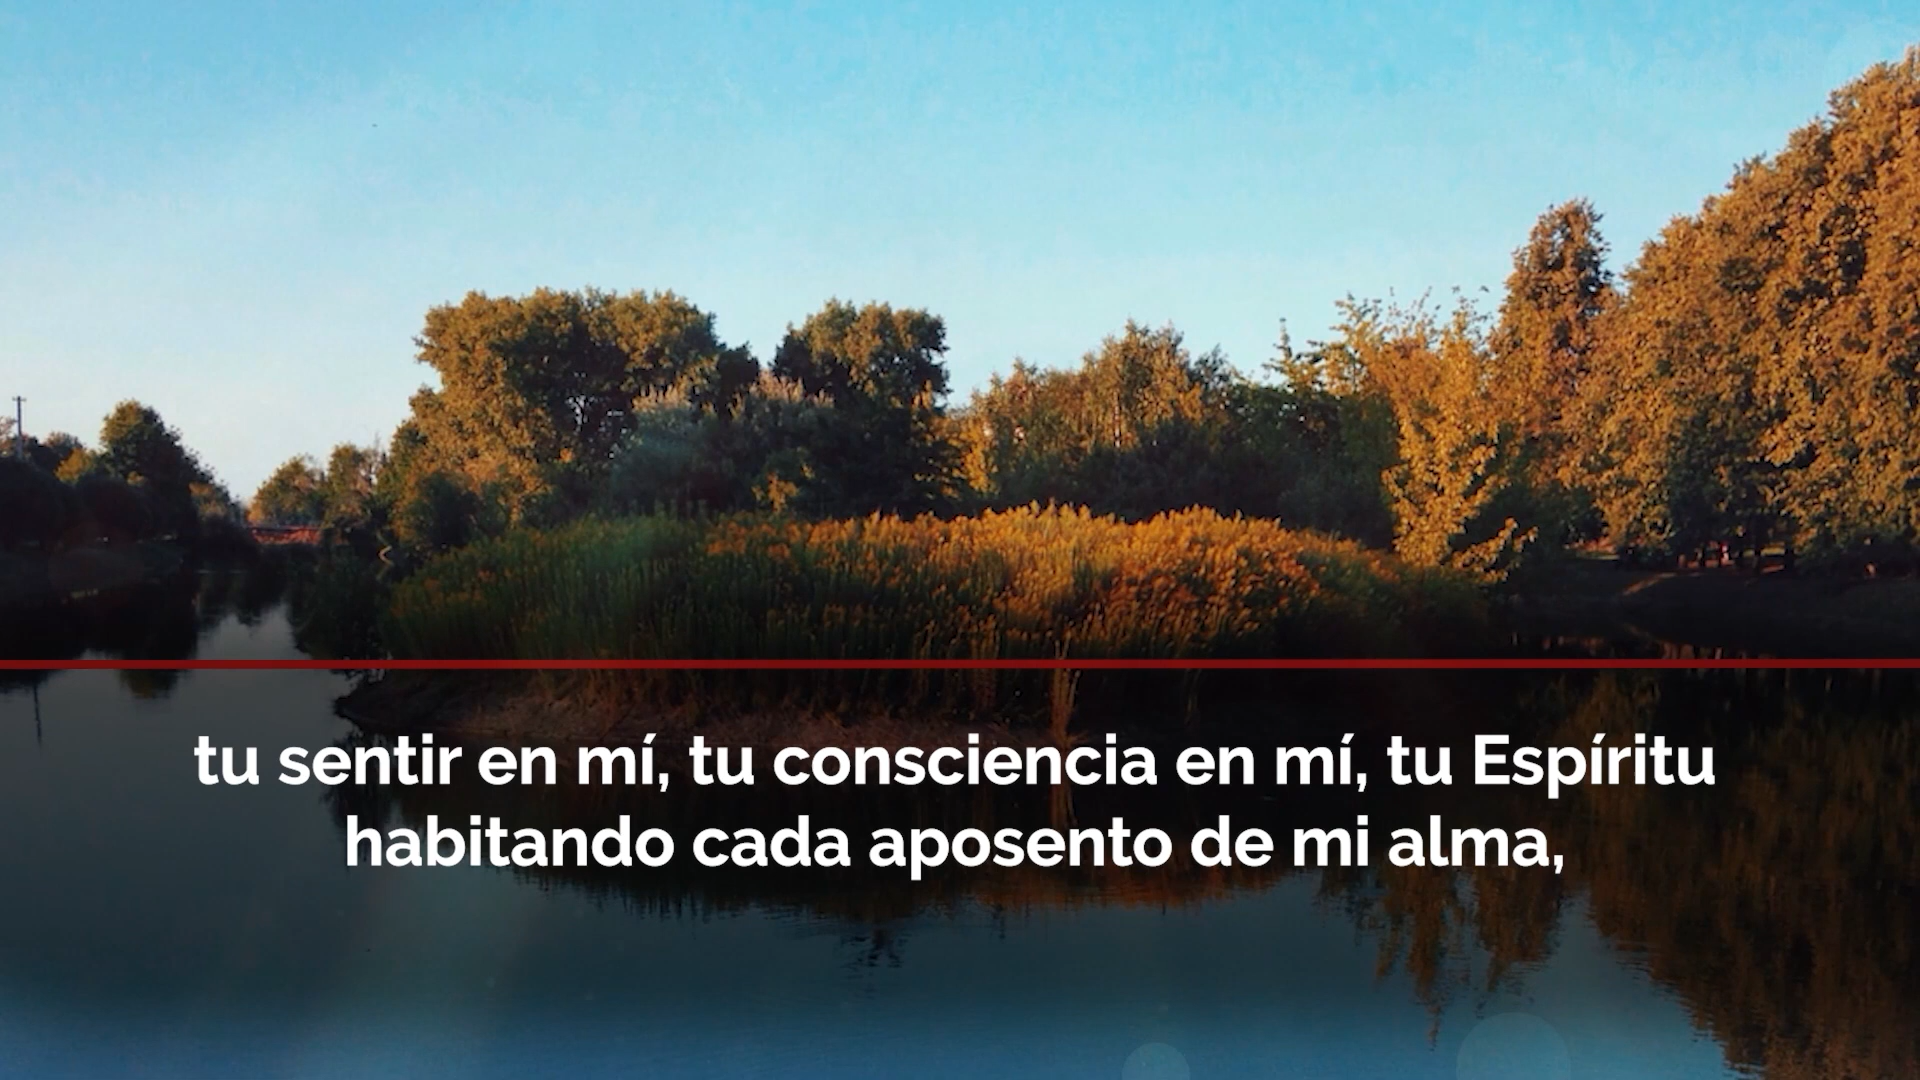 tu sentir en mí, tu consciencia en mí, tu Espíritu
habitando cada aposento de mi alma,